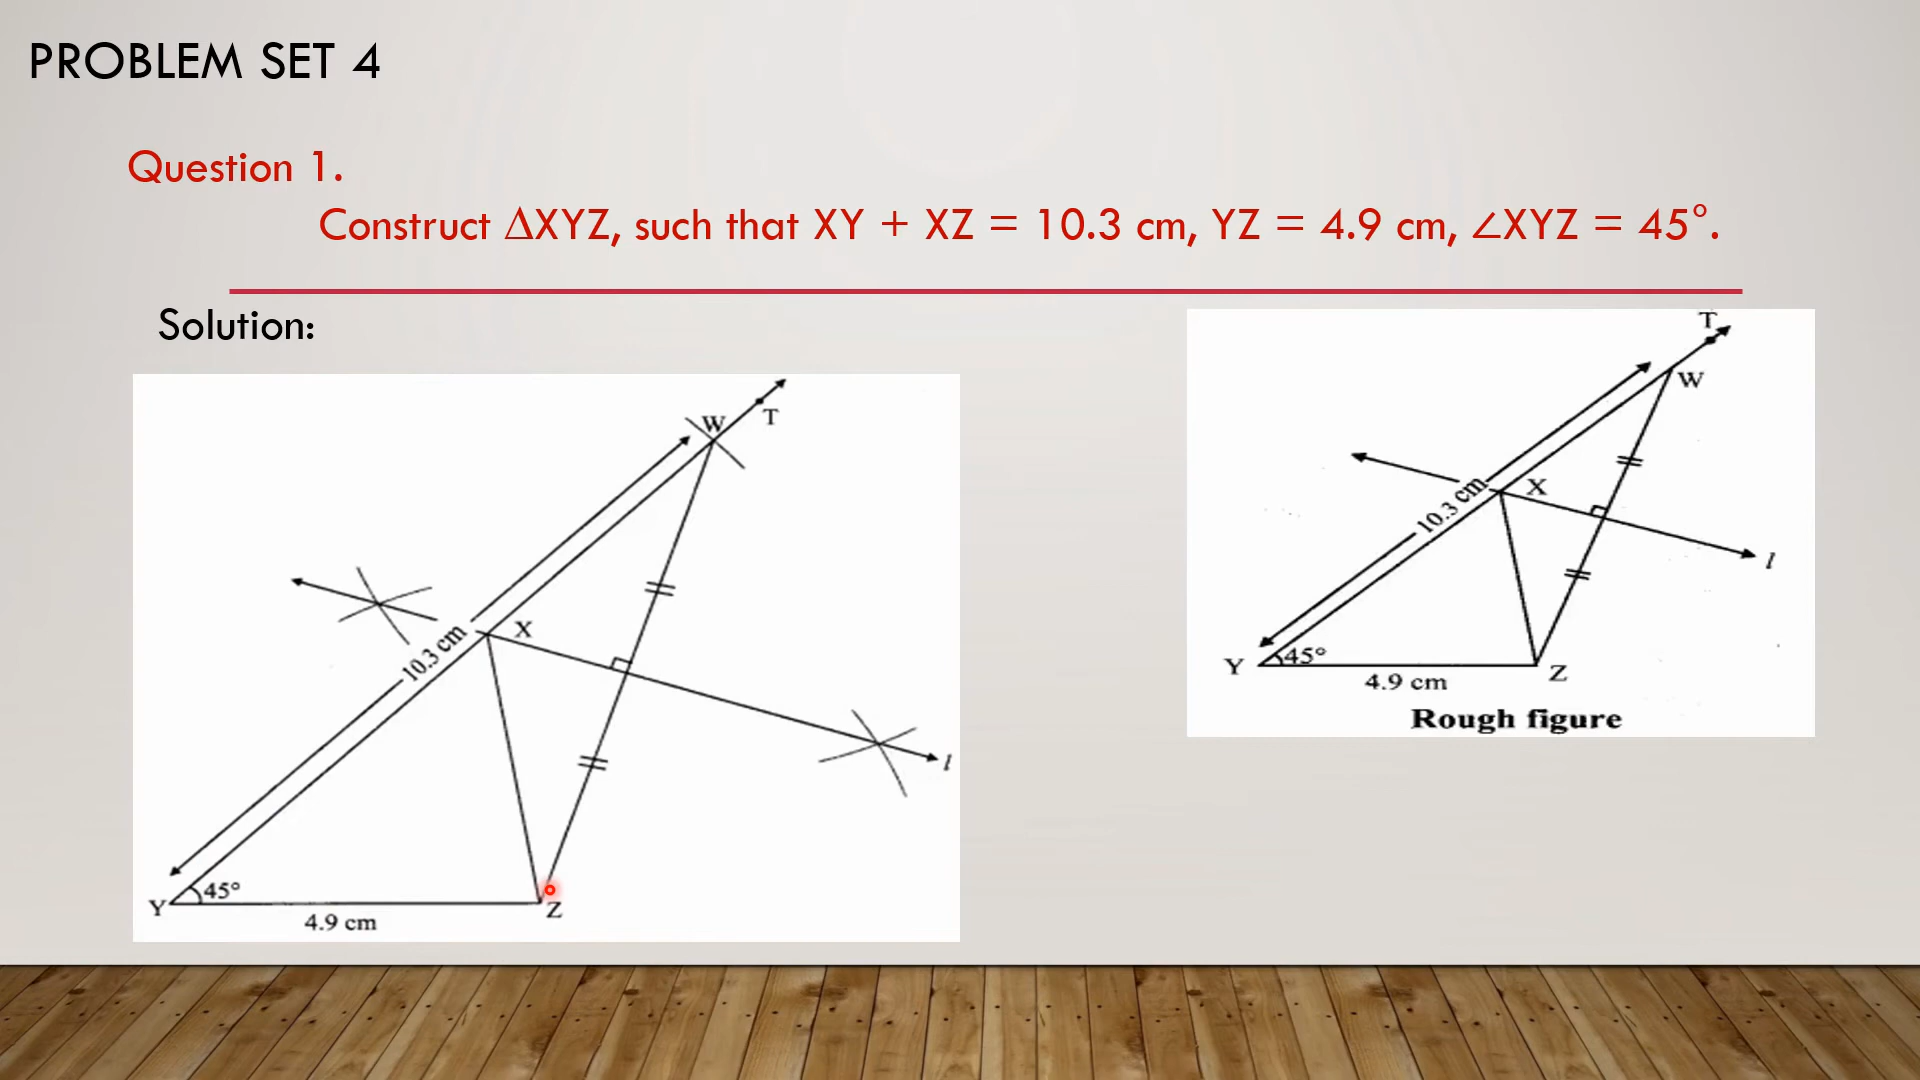 PROBLEM SET 4
Question 1.
Construct ΔXYZ, such that XY + XZ = 10.3 cm, YZ = 4.9 cm, ∠XYZ = 45°.
Solution:
W
T
X
10.3 cm
l
45°
Y
Z
4.9 cm
T
W
X
10.3 cm
l
45°
Y
Z
4.9 cm
Rough figure